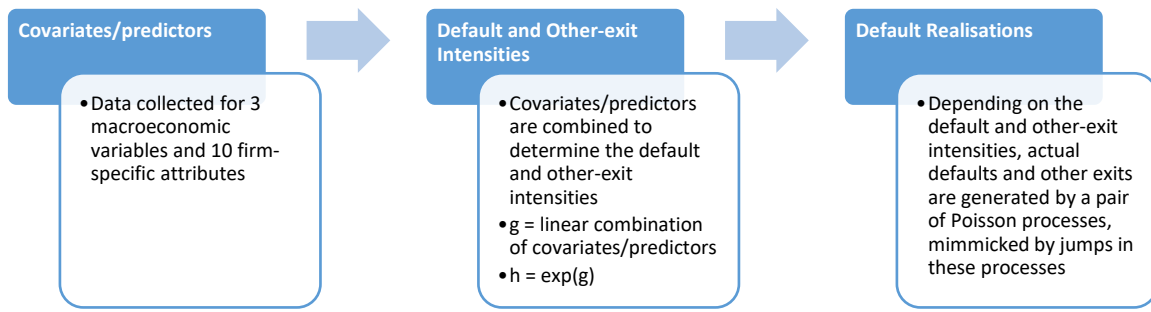 Covariates/predictors
•Data collected for 3
macroeconomic
variables and 10 firm-
specific attributes
Default and Other-exit
Intensities
•Covariates/predictors
are combined to
determine the default
and other-exit
intensities
•g = linear combination
of covariates/predictors
•h = exp(g)
Default Realisations
•Depending on the
default and other-exit
intensities, actual
defaults and other exits
are generated by a pair
of Poisson processes,
mimmicked by jumps in
these processes